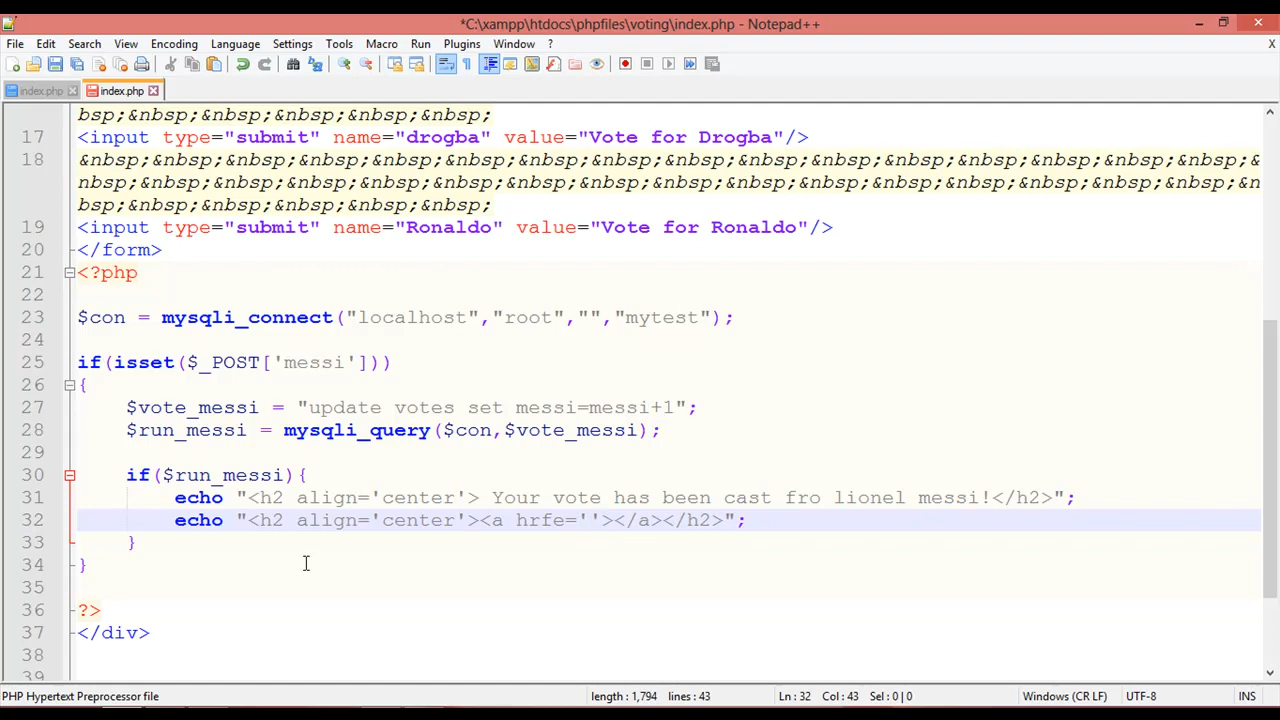 *C:\xampp\htdocs\phpfiles\voting\index.php - Notepad++
File Edit Search View Encoding Language Settings Tools Macro Run Plugins Window ? X
index.php index.php
bsp;&nbsp;&nbsp;&nbsp;&nbsp;&nbsp;
17 <input type="submit" name="drogba" value="Vote for Drogba"/>
18 &nbsp;&nbsp;&nbsp;&nbsp;&nbsp;&nbsp;&nbsp;&nbsp;&nbsp;&nbsp;&nbsp;&nbsp;&nbsp;&nbsp;&nbsp;&nbsp;&
nbsp;&nbsp;&nbsp;&nbsp;&nbsp;&nbsp;&nbsp;&nbsp;&nbsp;&nbsp;&nbsp;&nbsp;&nbsp;&nbsp;&nbsp;&nbsp;&n
bsp;&nbsp;&nbsp;&nbsp;&nbsp;&nbsp;
19 <input type="submit" name="Ronaldo" value="Vote for Ronaldo"/>
20 </form>
21 <?php
22
23 $con = mysqli_connect("localhost","root","","mytest");
24
25 if(isset($_POST['messi']))
26 {
27 $vote_messi = "update votes set messi=messi+1";
28 $run_messi = mysqli_query($con,$vote_messi);
29
30 if($run_messi){
31 echo "<h2 align='center'> Your vote has been cast fro lionel messi!</h2>";
32 echo "<h2 align='center'><a hrfe=''></a></h2>";
33 }
34 }
35
36 ?>
37 </div>
38
39
PHP Hypertext Preprocessor file length : 1,794 lines : 43 Ln : 32 Col : 43 Sel : 0 | 0 Windows (CR LF) UTF-8 INS